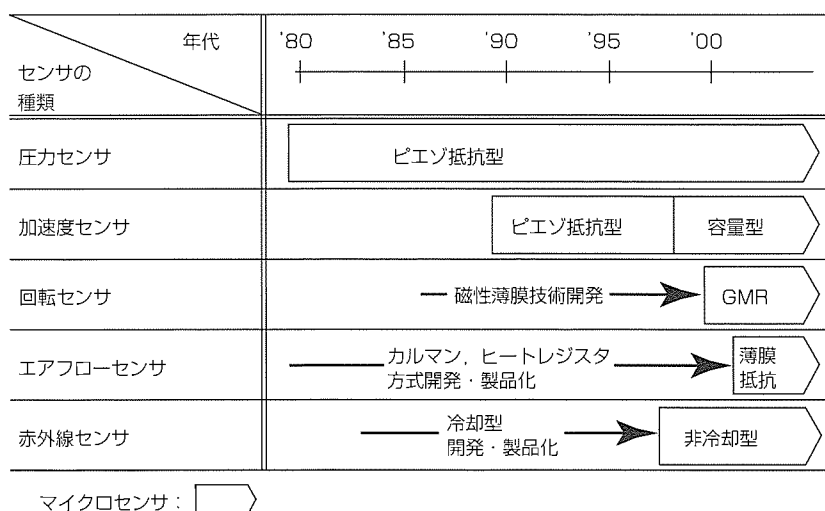 年代
'80 '85 '90 '95 '00
センサの
種類
圧力センサ
ピエゾ抵抗型
加速度センサ
ピエゾ抵抗型
容量型
回転センサ
磁性薄膜技術開発
GMR
エアフローセンサ
カルマン，ヒートレジスタ
方式開発・製品化
薄膜
抵抗
赤外線センサ
冷却型
開発・製品化
非冷却型
マイクロセンサ：